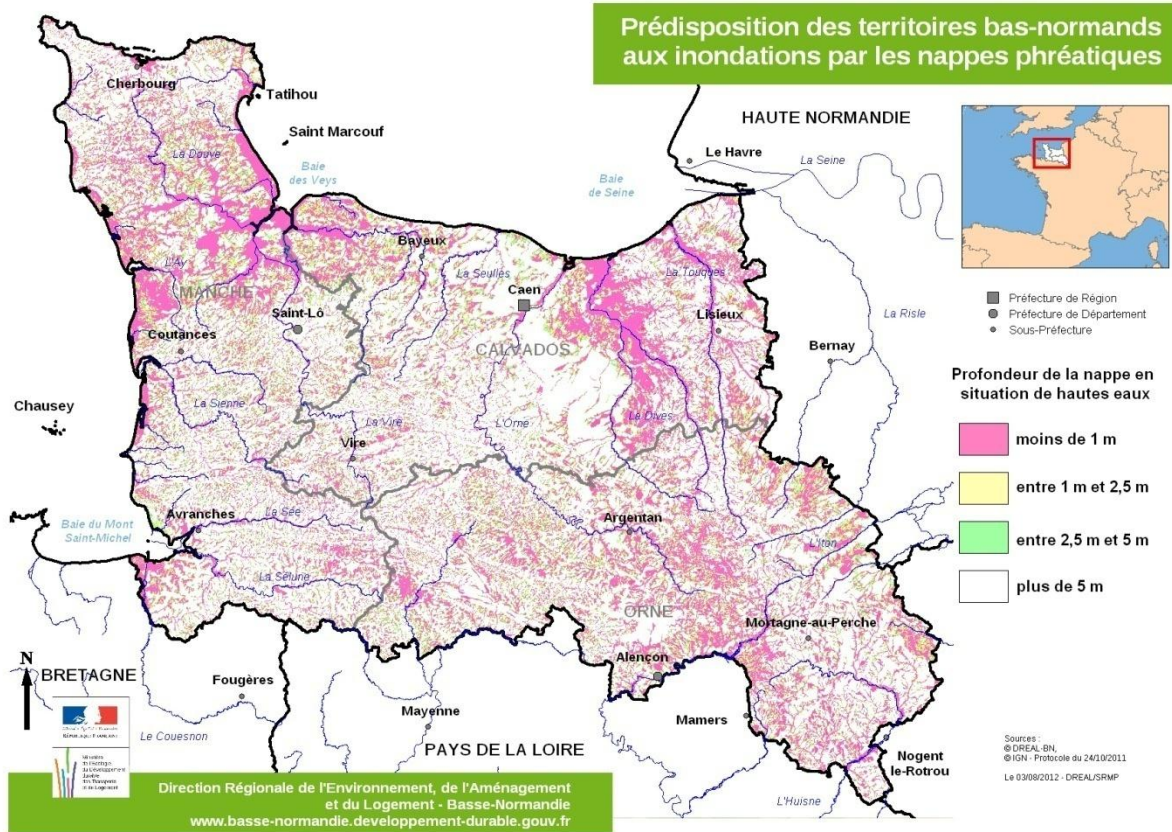 Prédisposition des territoires bas-normands
aux inondations par les nappes phréatiques
Cherbourg
Tatihou
Saint Marcouf
La Douve
Baie
des Veys
HAUTE NORMANDIE
Le Havre
La Seine
Baie
de Seine
Bayeux
La Seulles
L'Ay
MANCHE
Caen
La Touques
Saint-Lô
Lisieux
La Risle
Coutances
CALVADOS
Bernay
Préfecture de Région
Préfecture de Département
Sous-Préfecture
Profondeur de la nappe en
situation de hautes eaux
moins de 1 m
entre 1 m et 2,5 m
entre 2,5 m et 5 m
plus de 5 m
Chausey
La Sienne
La Vire
L'Orne
La Dives
Vire
Avranches
La Sée
Baie du Mont
Saint-Michel
Argentan
L'Iton
La Sélune
ORNE
Mortagne-au-Perche
Alençon
N
BRETAGNE
Fougères
Mayenne
Mamers
Le Couesnon
PAYS DE LA LOIRE
Nogent
le-Rotrou
L'Huisne
RÉPUBLIQUE FRANÇAISE
Sources :
© DREAL-BN,
© IGN - Protocole du 24/10/2011
Le 03/08/2012 - DREAL/SRMP
Direction Régionale de l'Environnement, de l'Aménagement
et du Logement - Basse-Normandie
www.basse-normandie.developpement-durable.gouv.fr